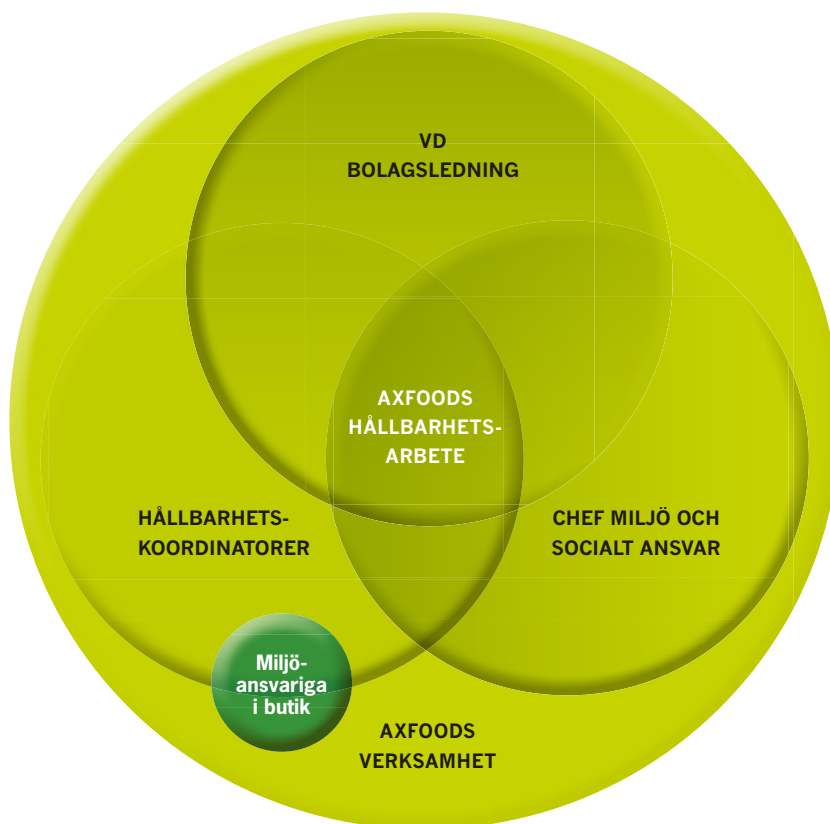 VD
BOLAGSLEDNING
AXFOODS
HÅLLBARHETS-
ARBETE
HÅLLBARHETS-
KOORDINATORER
CHEF MILJÖ OCH
SOCIALT ANSVAR
Miljö-
ansvariga
i butik
AXFOODS
VERKSAMHET